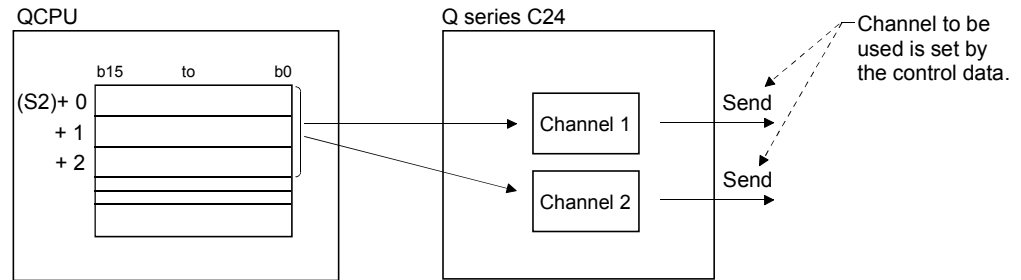 QCPU
Q series C24
Channel to be
used is set by
the control data.
b15 to b0
(S2)+ 0
+ 1
+ 2
Channel 1
Send
Channel 2
Send